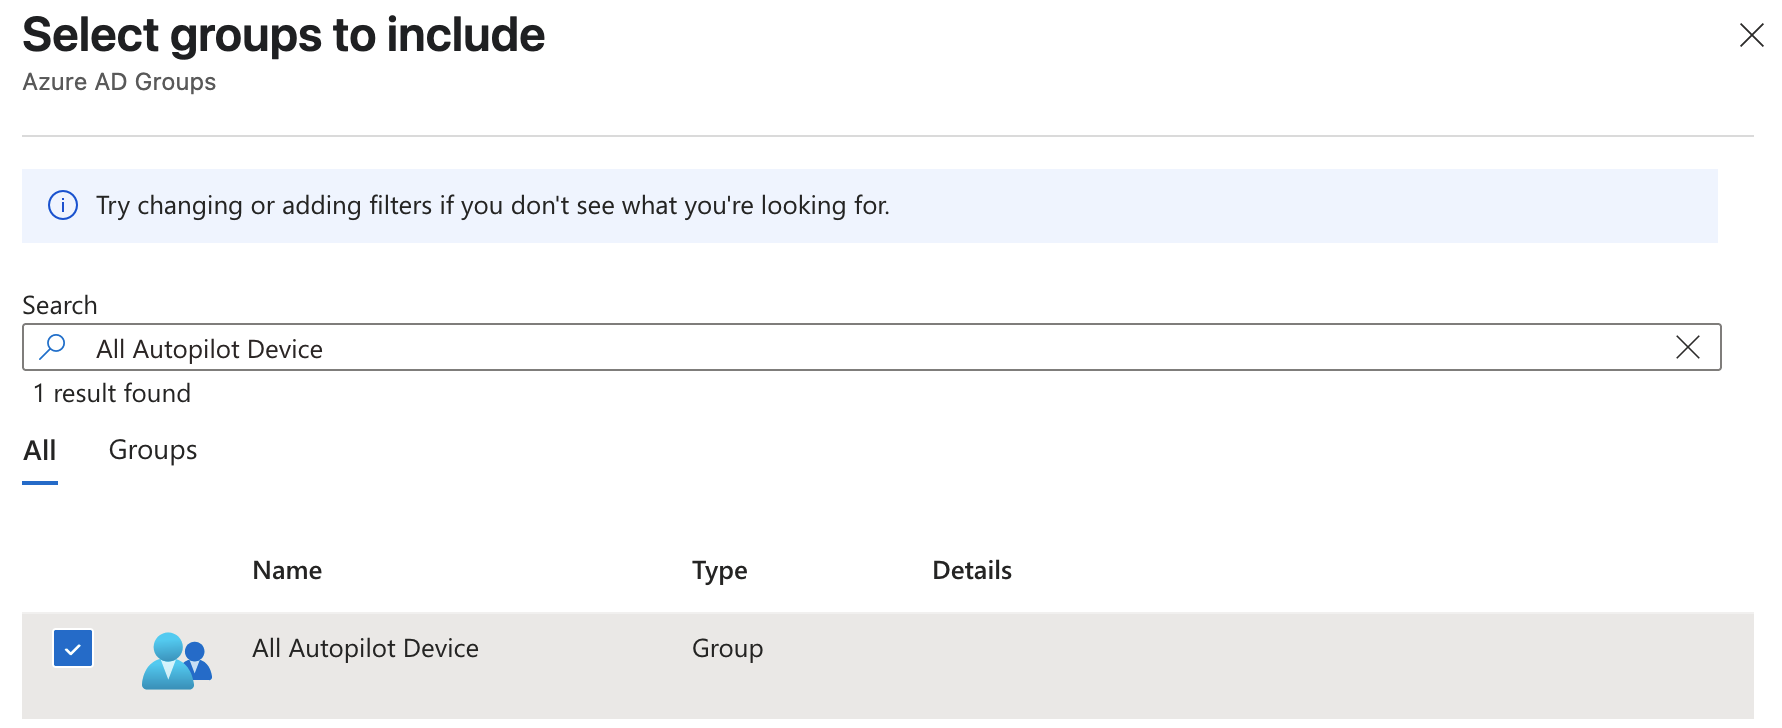 Select groups to include
Azure AD Groups
Try changing or adding filters if you don't see what you're looking for.
Search
All Autopilot Device
1 result found
All Groups
Name Type Details
All Autopilot Device Group